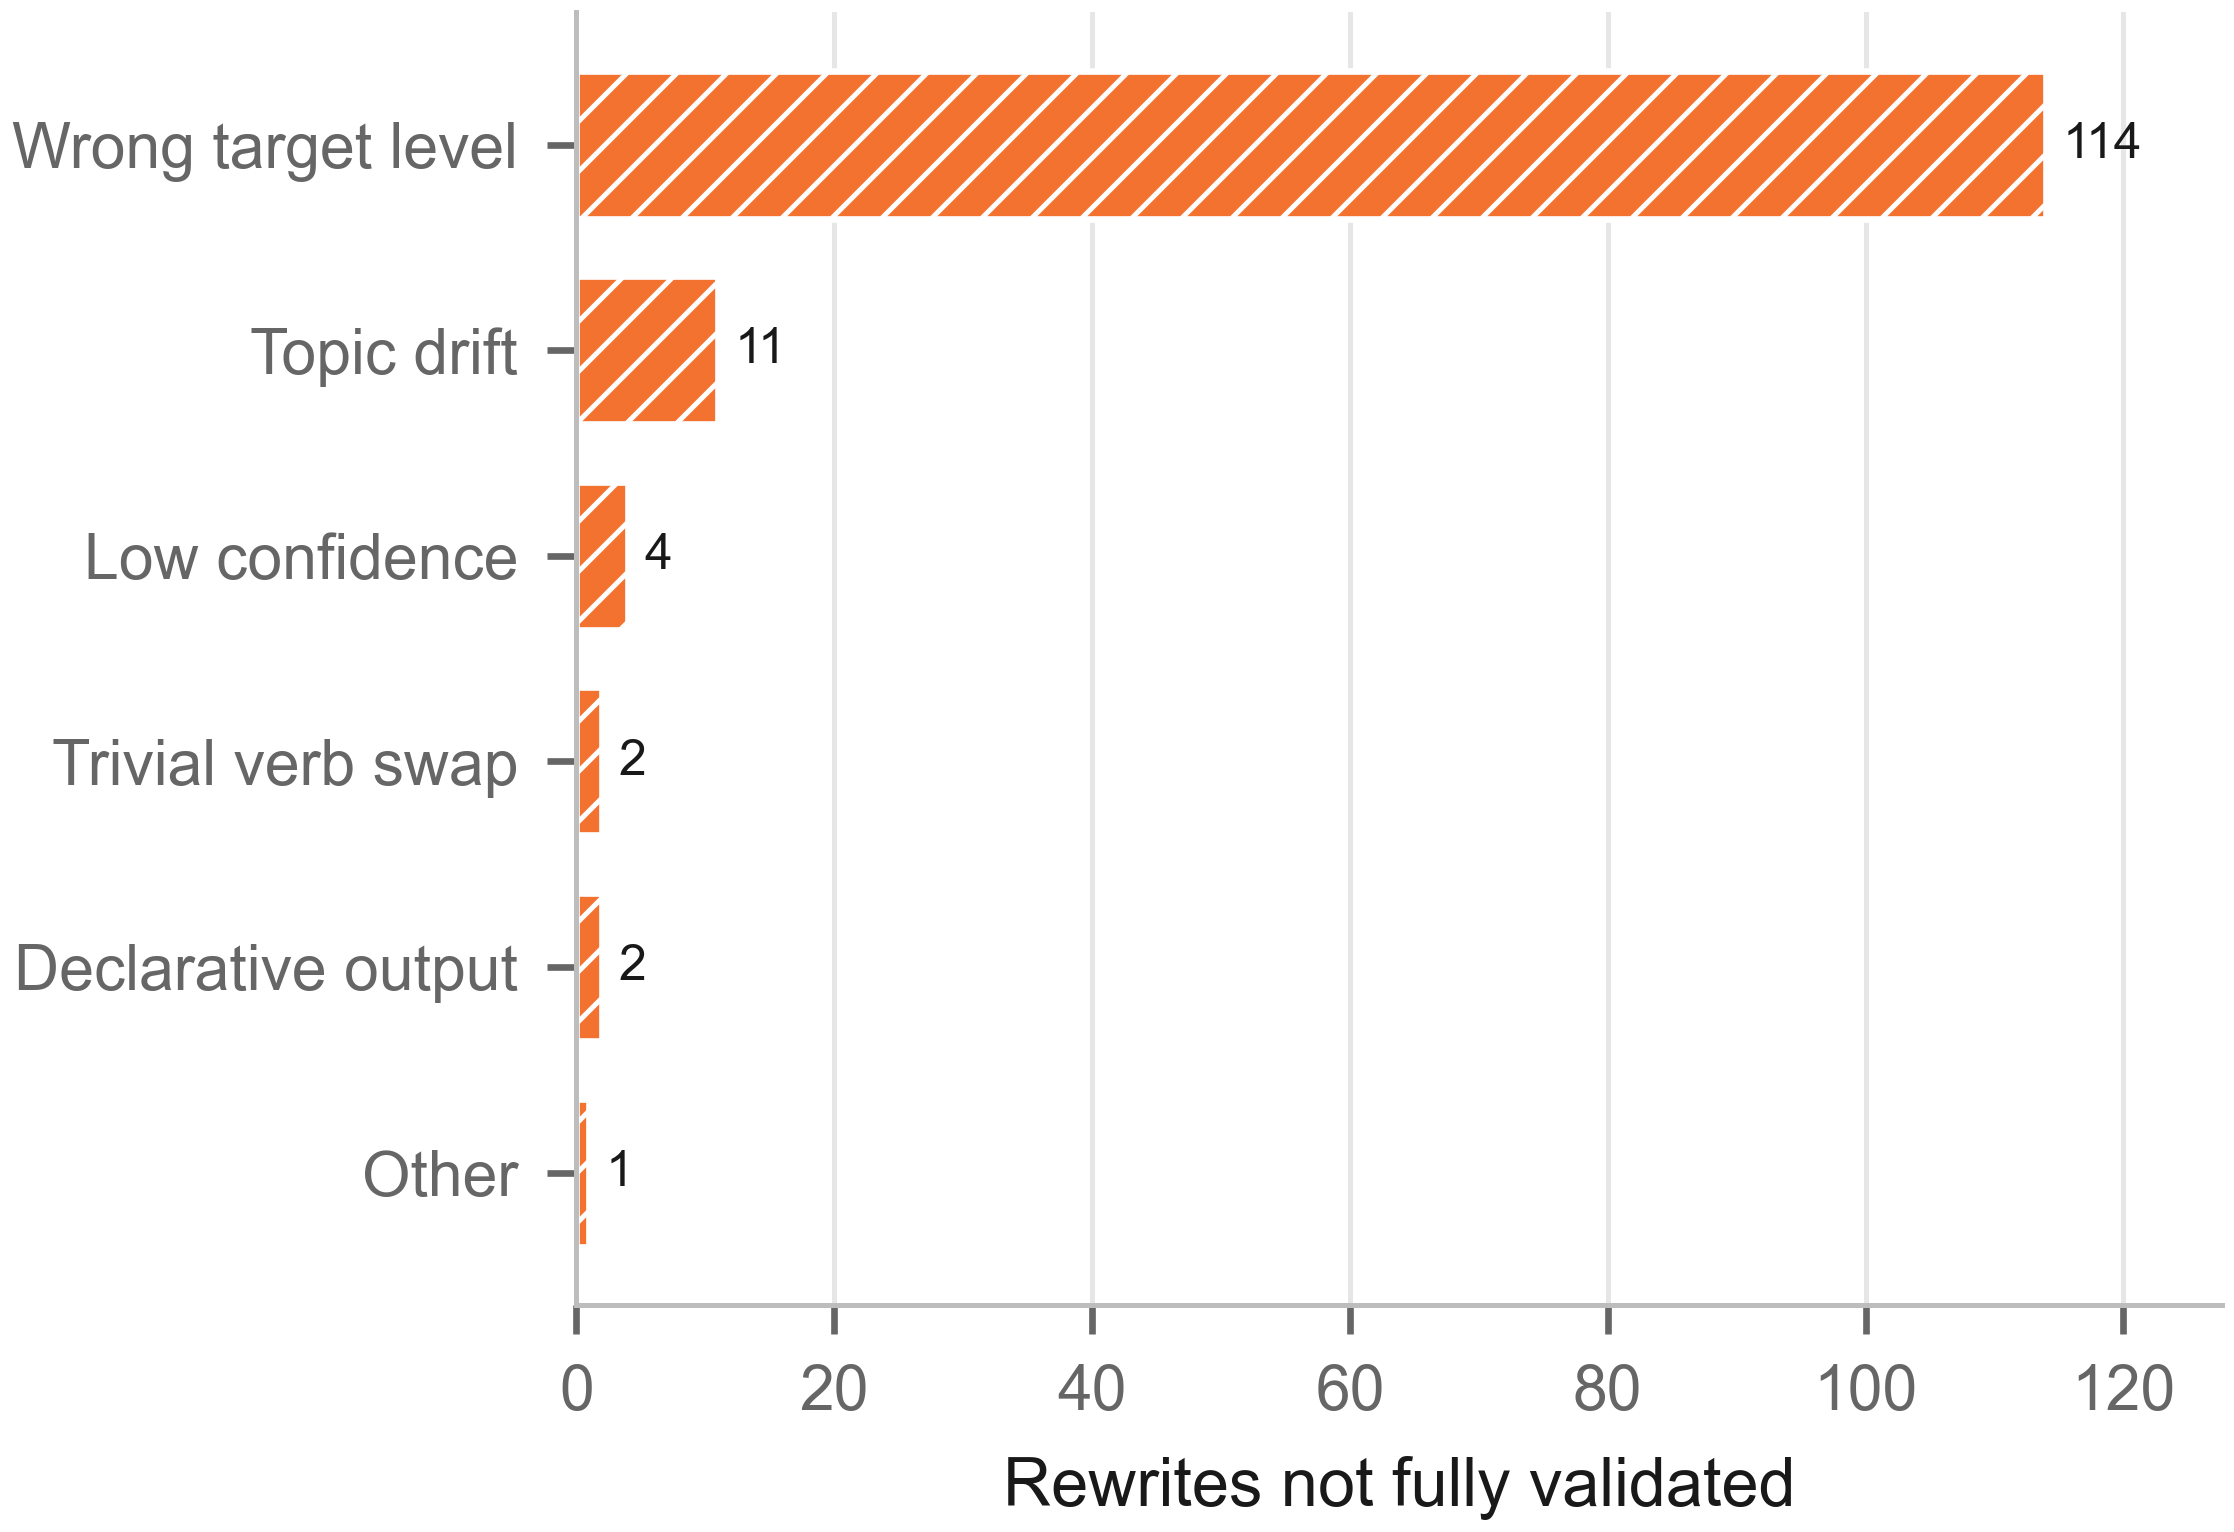 Wrong target level 114
Topic drift 11
Low confidence 4
Trivial verb swap 2
Declarative output 2
Other 1
0 20 40 60 80 100 120
Rewrites not fully validated